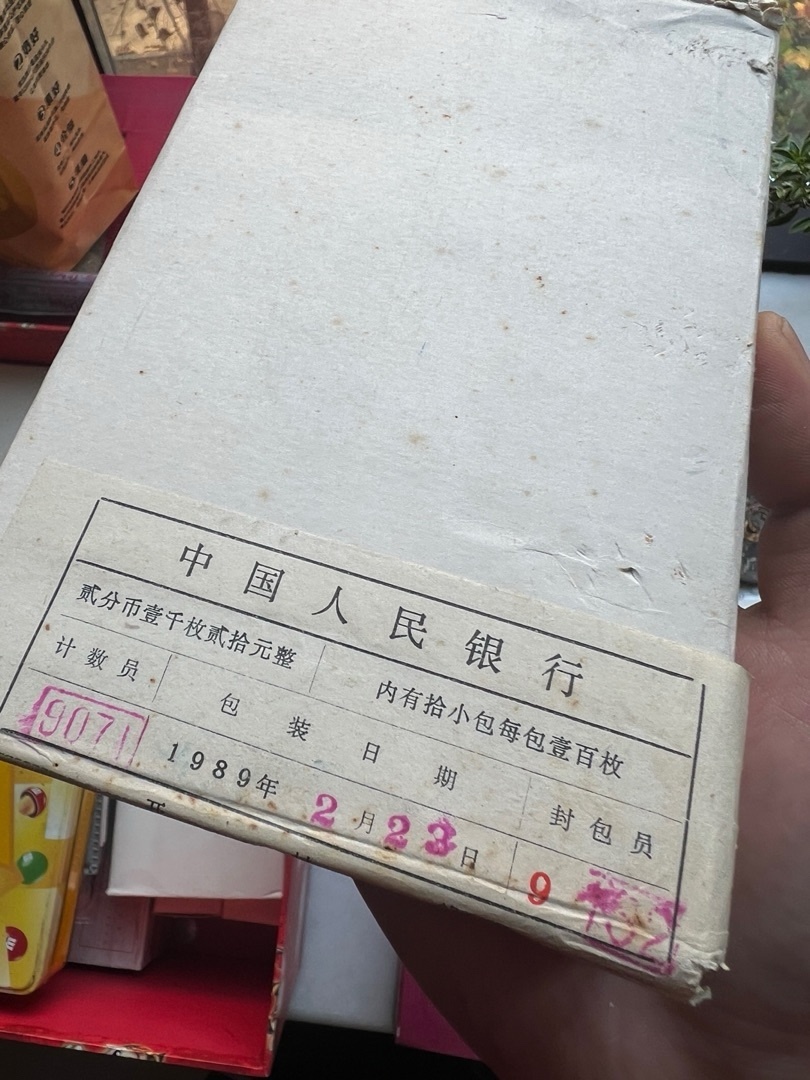 中国人民银行
贰分币壹千枚贰拾元整 内有拾小包每包壹百枚
计数员 包装日期 封包员
9071 1989年2月23日 9